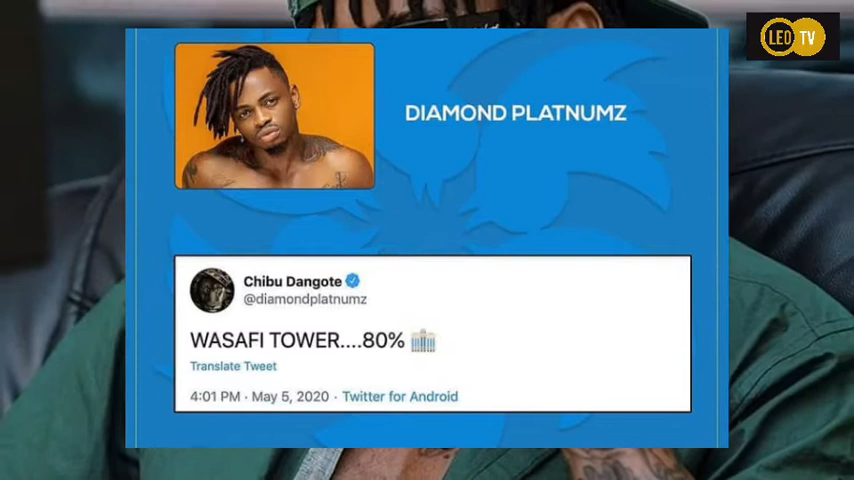 LEO TV
DIAMOND PLATNUMZ
Chibu Dangote
@diamondplatnumz
WASAFI TOWER....80%
Translate Tweet
4:01 PM · May 5, 2020 · Twitter for Android